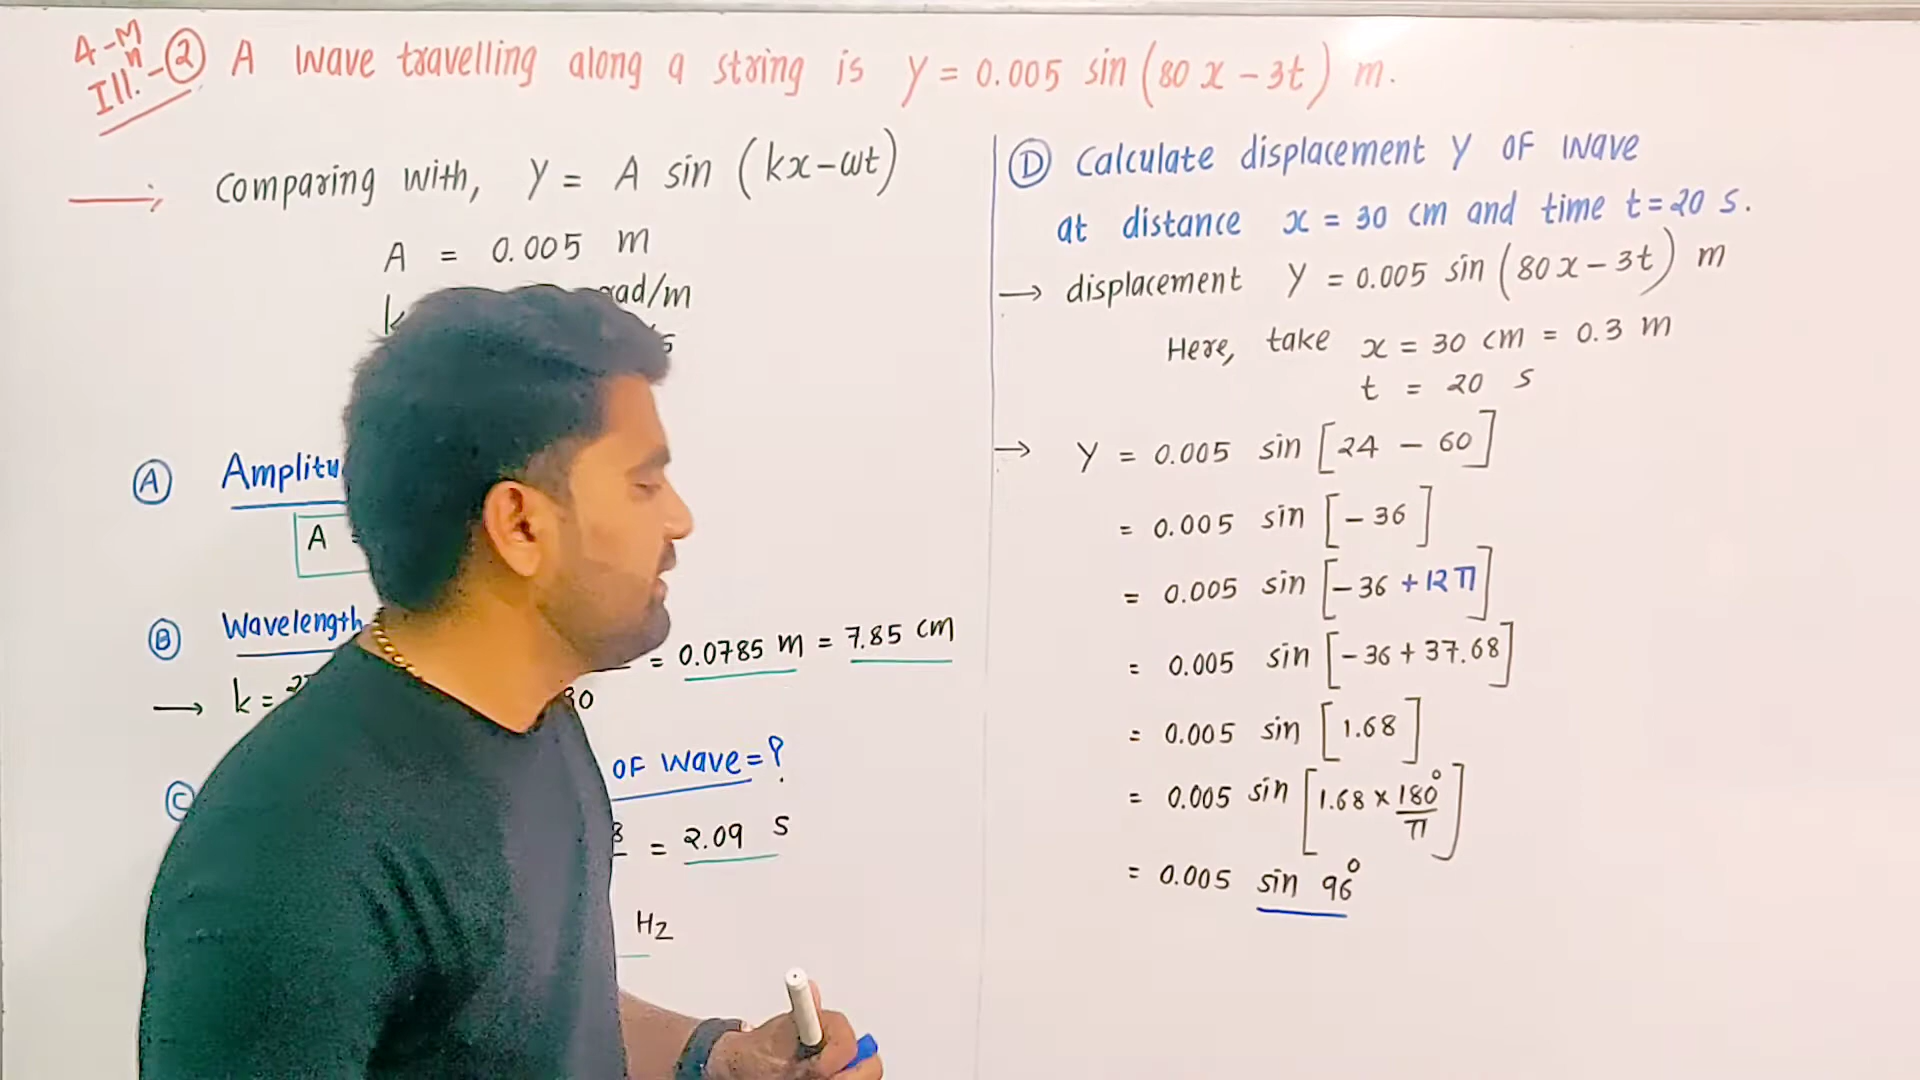 4-M
Illn-② A wave travelling along a string is y = 0.005 sin (80 x - 3t) m.
Comparing with, Y = A sin (kx-ωt)
A = 0.005 m
k rad/m
s
Ⓐ
A
Ⓑ Wavelength
= 0.0785 m = 7.85 cm
→ k = 80
Ⓒ OF wave = ?
= 2.09 s
Hz
Ⓓ Calculate displacement Y OF wave
at distance x = 30 cm and time t = 20 s.
→ displacement Y = 0.005 sin (80 x - 3t) m
Here, take x = 30 cm = 0.3 m
t = 20 s
→ Y = 0.005 sin [24 - 60]
= 0.005 sin [- 36]
= 0.005 sin [- 36 + 12 π]
= 0.005 sin [- 36 + 37.68]
= 0.005 sin [1.68]
= 0.005 sin [1.68 × 180°/π]
= 0.005 sin 96°